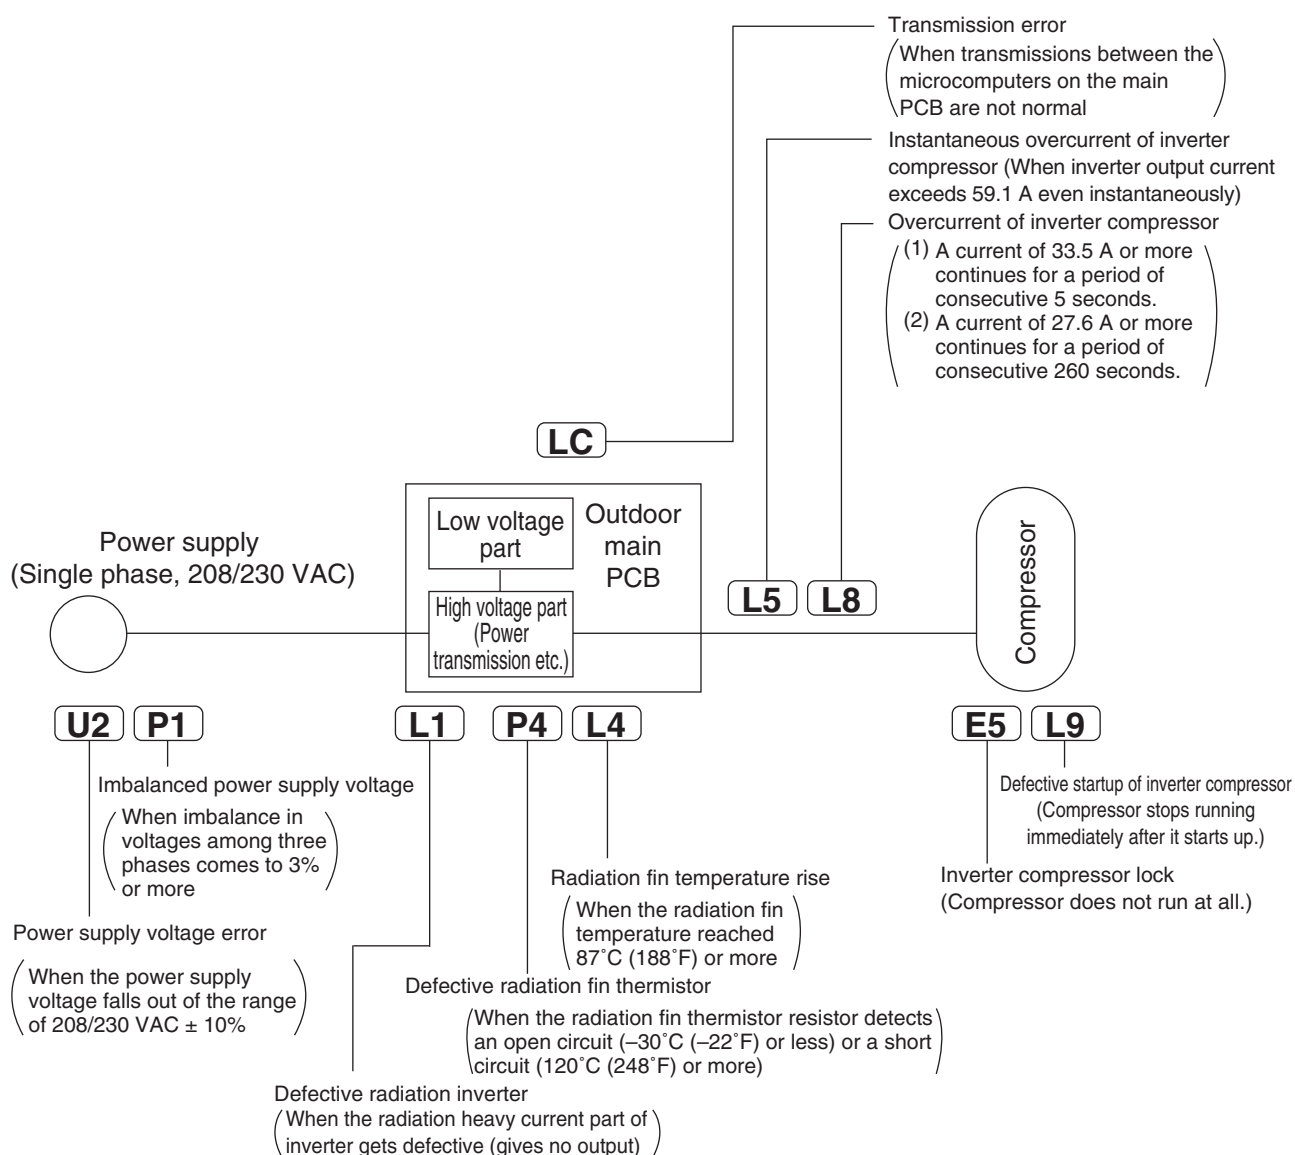 Transmission error
When transmissions between the
microcomputers on the main
PCB are not normal
Instantaneous overcurrent of inverter
compressor (When inverter output current
exceeds 59.1 A even instantaneously)
Overcurrent of inverter compressor
(1) A current of 33.5 A or more
continues for a period of
consecutive 5 seconds.
(2) A current of 27.6 A or more
continues for a period of
consecutive 260 seconds.
LC
Power supply
(Single phase, 208/230 VAC)
Low voltage
part
Outdoor
main
PCB
High voltage part
(Power
transmission etc.)
L5
L8
Compressor
U2
P1
L1
P4
L4
E5
L9
Imbalanced power supply voltage
When imbalance in
voltages among three
phases comes to 3%
or more
Power supply voltage error
When the power supply
voltage falls out of the range
of 208/230 VAC ± 10%
Radiation fin temperature rise
When the radiation fin
temperature reached
87˚C (188˚F) or more
Defective radiation fin thermistor
When the radiation fin thermistor resistor detects
an open circuit (–30˚C (–22˚F) or less) or a short
circuit (120˚C (248˚F) or more)
Defective radiation inverter
When the radiation heavy current part of
inverter gets defective (gives no output)
Defective startup of inverter compressor
(Compressor stops running
immediately after it starts up.)
Inverter compressor lock
(Compressor does not run at all.)